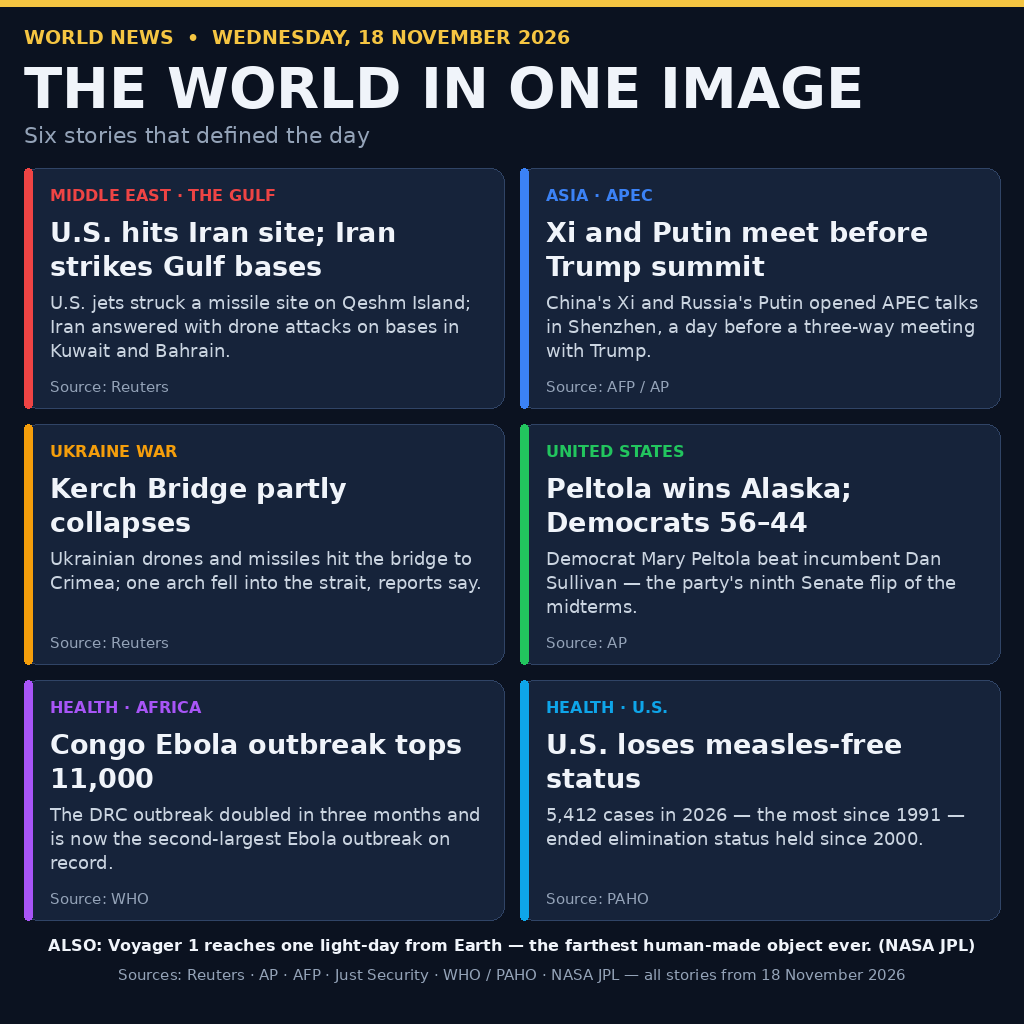 WORLD NEWS • WEDNESDAY, 18 NOVEMBER 2026
THE WORLD IN ONE IMAGE
Six stories that defined the day
MIDDLE EAST · THE GULF
U.S. hits Iran site; Iran
strikes Gulf bases
U.S. jets struck a missile site on Qeshm Island;
Iran answered with drone attacks on bases in
Kuwait and Bahrain.
Source: Reuters
ASIA · APEC
Xi and Putin meet before
Trump summit
China's Xi and Russia's Putin opened APEC talks
in Shenzhen, a day before a three-way meeting
with Trump.
Source: AFP / AP
UKRAINE WAR
Kerch Bridge partly
collapses
Ukrainian drones and missiles hit the bridge to
Crimea; one arch fell into the strait, reports say.
Source: Reuters
UNITED STATES
Peltola wins Alaska;
Democrats 56–44
Democrat Mary Peltola beat incumbent Dan
Sullivan — the party's ninth Senate flip of the
midterms.
Source: AP
HEALTH · AFRICA
Congo Ebola outbreak tops
11,000
The DRC outbreak doubled in three months and
is now the second-largest Ebola outbreak on
record.
Source: WHO
HEALTH · U.S.
U.S. loses measles-free
status
5,412 cases in 2026 — the most since 1991 —
ended elimination status held since 2000.
Source: PAHO
ALSO: Voyager 1 reaches one light-day from Earth — the farthest human-made object ever. (NASA JPL)
Sources: Reuters · AP · AFP · Just Security · WHO / PAHO · NASA JPL — all stories from 18 November 2026